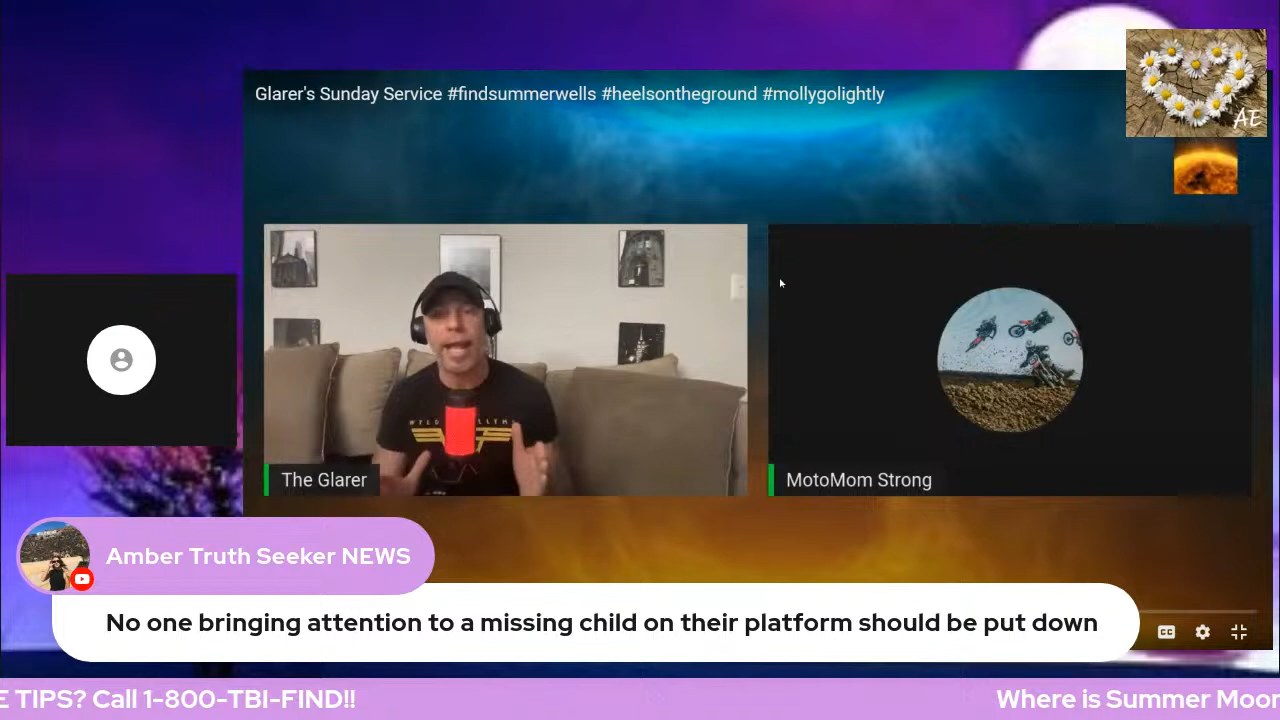 Glarer's Sunday Service #findsummerwells #heelsontheground #mollygolightly
AE
The Glarer
MotoMom Strong
Amber Truth Seeker NEWS
No one bringing attention to a missing child on their platform should be put down
CC
E TIPS? Call 1-800-TBI-FIND!!
Where is Summer Moon